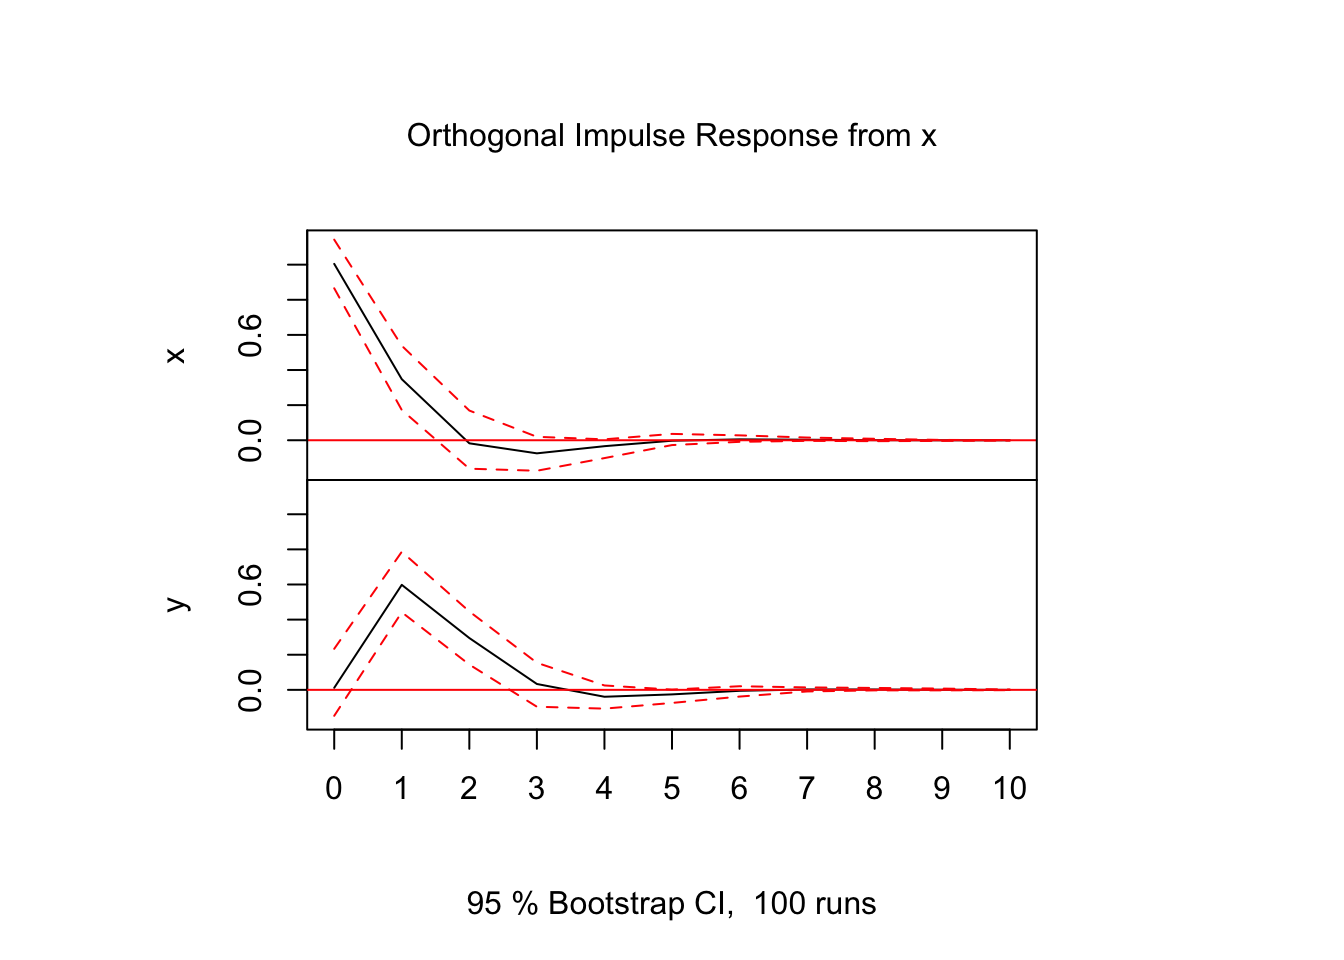 Orthogonal Impulse Response from x
x
0.6
0.0
y
0.6
0.0
0 1 2 3 4 5 6 7 8 9 10
95 % Bootstrap CI,  100 runs